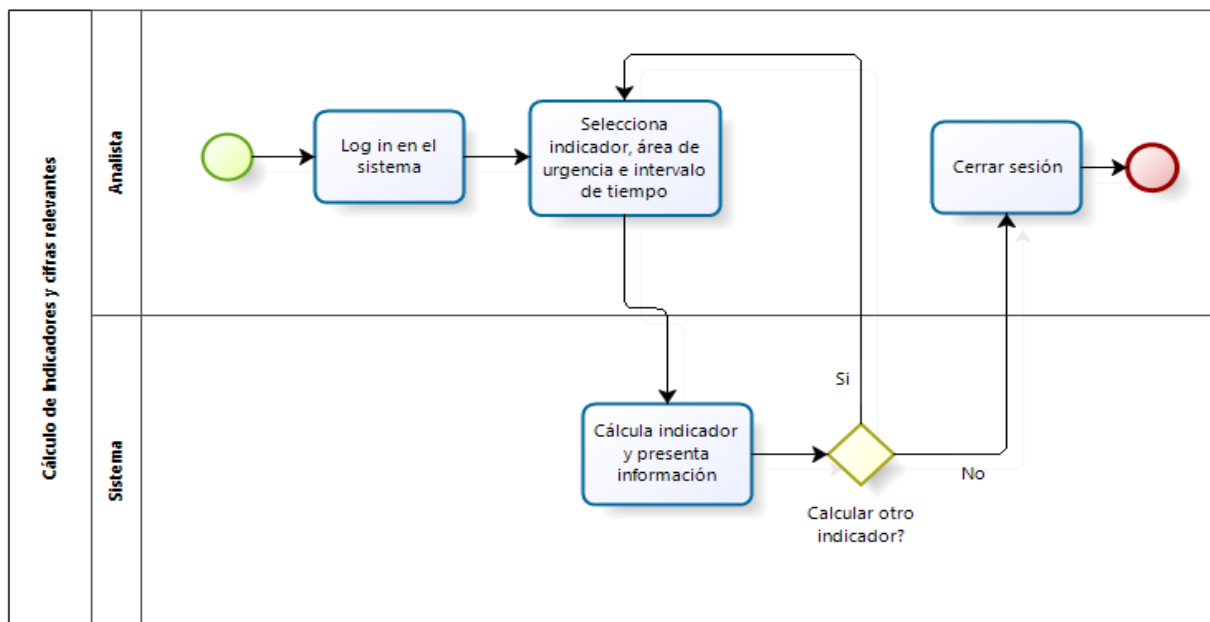 Cálculo de Indicadores y cifras relevantes
Analista
Log in en el
sistema
Selecciona
indicador, área de
urgencia e intervalo
de tiempo
Cerrar sesión
Sistema
Cálcula indicador
y presenta
información
Si
No
Calcular otro
indicador?